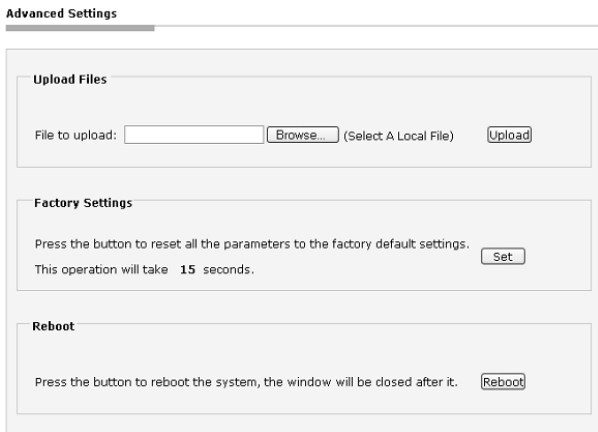 Advanced Settings
Upload Files
File to upload: Browse... (Select A Local File) Upload
Factory Settings
Press the button to reset all the parameters to the factory default settings.
Set
This operation will take 15 seconds.
Reboot
Press the button to reboot the system, the window will be closed after it. Reboot